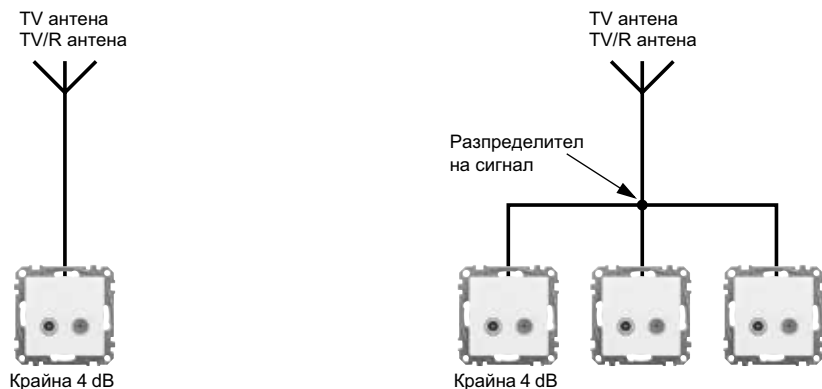 TV антена
TV/R антена
Крайна 4 dB
TV антена
TV/R антена
Разпределител
на сигнал
Крайна 4 dB